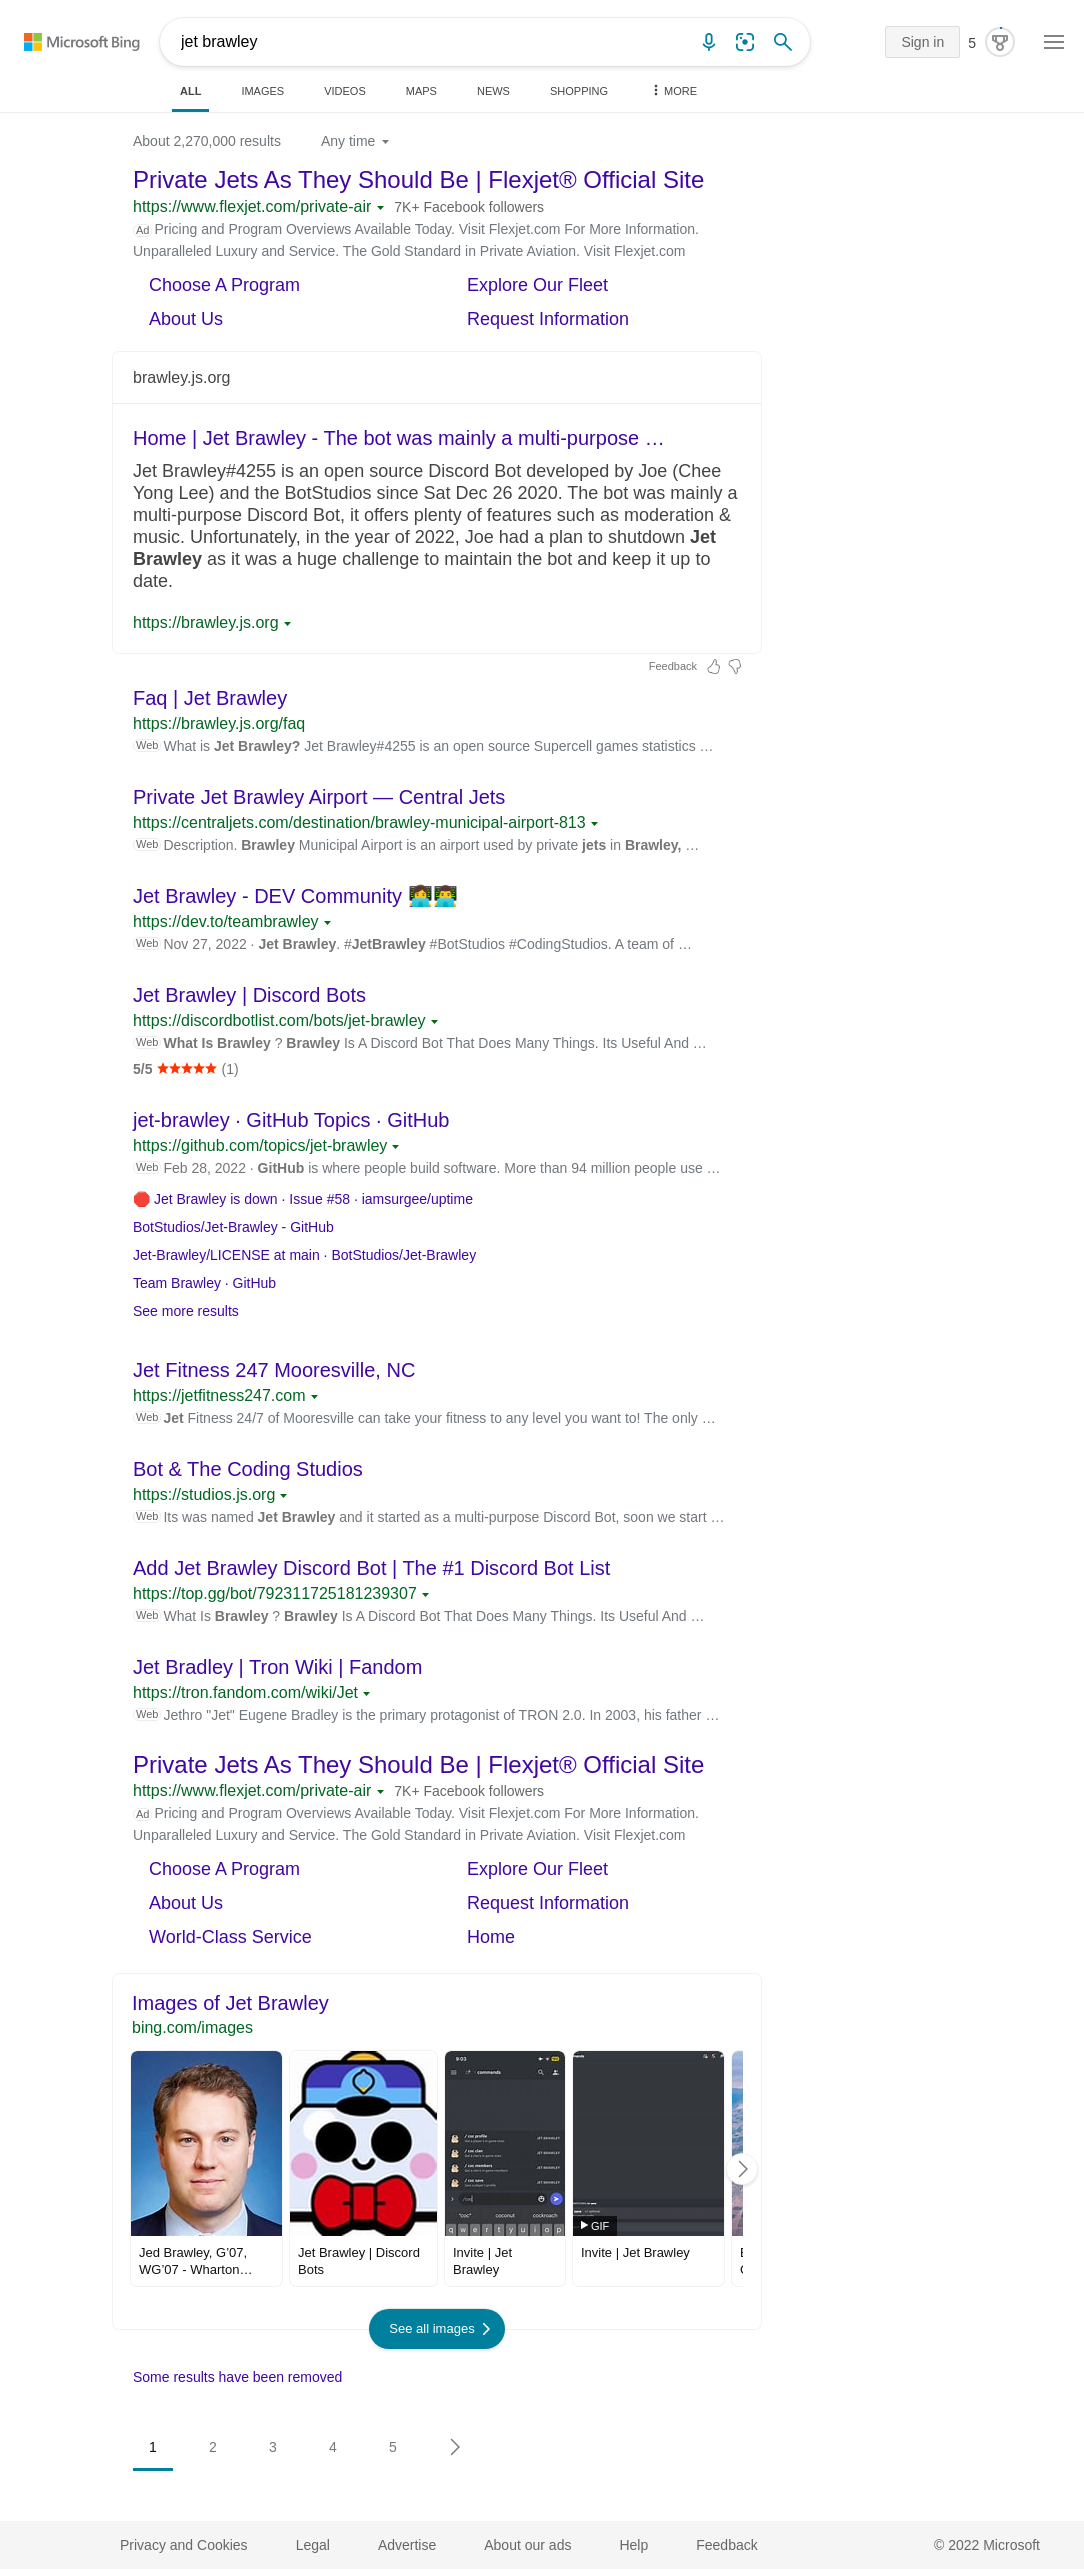 Microsoft Bing
jet brawley
Sign in
5
ALL IMAGES VIDEOS MAPS NEWS SHOPPING MORE
About 2,270,000 results Any time
Private Jets As They Should Be | Flexjet® Official Site
https://www.flexjet.com/private-air 7K+ Facebook followers
Ad Pricing and Program Overviews Available Today. Visit Flexjet.com For More Information.
Unparalleled Luxury and Service. The Gold Standard in Private Aviation. Visit Flexjet.com
Choose A Program Explore Our Fleet
About Us Request Information
brawley.js.org
Home | Jet Brawley - The bot was mainly a multi-purpose …
Jet Brawley#4255 is an open source Discord Bot developed by Joe (Chee
Yong Lee) and the BotStudios since Sat Dec 26 2020. The bot was mainly a
multi-purpose Discord Bot, it offers plenty of features such as moderation &
music. Unfortunately, in the year of 2022, Joe had a plan to shutdown Jet
Brawley as it was a huge challenge to maintain the bot and keep it up to
date.
https://brawley.js.org
Feedback
Faq | Jet Brawley
https://brawley.js.org/faq
Web What is Jet Brawley? Jet Brawley#4255 is an open source Supercell games statistics …
Private Jet Brawley Airport — Central Jets
https://centraljets.com/destination/brawley-municipal-airport-813
Web Description. Brawley Municipal Airport is an airport used by private jets in Brawley, …
Jet Brawley - DEV Community 👩‍💻👨‍💻
https://dev.to/teambrawley
Web Nov 27, 2022 · Jet Brawley. #JetBrawley #BotStudios #CodingStudios. A team of …
Jet Brawley | Discord Bots
https://discordbotlist.com/bots/jet-brawley
Web What Is Brawley ? Brawley Is A Discord Bot That Does Many Things. Its Useful And …
5/5 ★★★★★ (1)
jet-brawley · GitHub Topics · GitHub
https://github.com/topics/jet-brawley
Web Feb 28, 2022 · GitHub is where people build software. More than 94 million people use …
🛑 Jet Brawley is down · Issue #58 · iamsurgee/uptime
BotStudios/Jet-Brawley - GitHub
Jet-Brawley/LICENSE at main · BotStudios/Jet-Brawley
Team Brawley · GitHub
See more results
Jet Fitness 247 Mooresville, NC
https://jetfitness247.com
Web Jet Fitness 24/7 of Mooresville can take your fitness to any level you want to! The only …
Bot & The Coding Studios
https://studios.js.org
Web Its was named Jet Brawley and it started as a multi-purpose Discord Bot, soon we start …
Add Jet Brawley Discord Bot | The #1 Discord Bot List
https://top.gg/bot/792311725181239307
Web What Is Brawley ? Brawley Is A Discord Bot That Does Many Things. Its Useful And …
Jet Bradley | Tron Wiki | Fandom
https://tron.fandom.com/wiki/Jet
Web Jethro "Jet" Eugene Bradley is the primary protagonist of TRON 2.0. In 2003, his father …
Private Jets As They Should Be | Flexjet® Official Site
https://www.flexjet.com/private-air 7K+ Facebook followers
Ad Pricing and Program Overviews Available Today. Visit Flexjet.com For More Information.
Unparalleled Luxury and Service. The Gold Standard in Private Aviation. Visit Flexjet.com
Choose A Program Explore Our Fleet
About Us Request Information
World-Class Service Home
Images of Jet Brawley
bing.com/images
9:03
commands
/ coc profile
/ coc clan
/ coc members
/ coc save
JET BRAWLEY
JET BRAWLEY
JET BRAWLEY
JET BRAWLEY
/coc
"coc" coconut cockroach
q w e r t y u i o p
GIF
Jed Brawley, G’07,
WG’07 - Wharton…
Jet Brawley | Discord
Bots
Invite | Jet
Brawley
Invite | Jet Brawley
See all images
Some results have been removed
1 2 3 4 5
Privacy and Cookies Legal Advertise About our ads Help Feedback © 2022 Microsoft